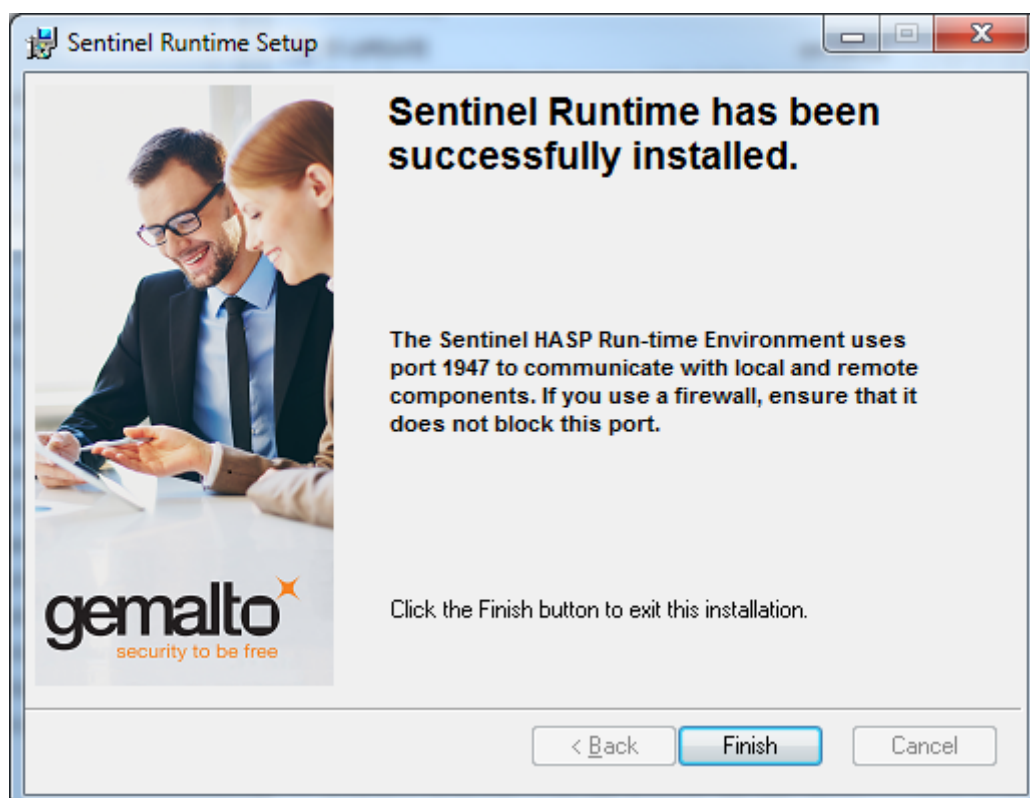 Sentinel Runtime Setup
Sentinel Runtime has been
successfully installed.
The Sentinel HASP Run-time Environment uses
port 1947 to communicate with local and remote
components. If you use a firewall, ensure that it
does not block this port.
gemalto
security to be free
Click the Finish button to exit this installation.
< Back
Finish
Cancel